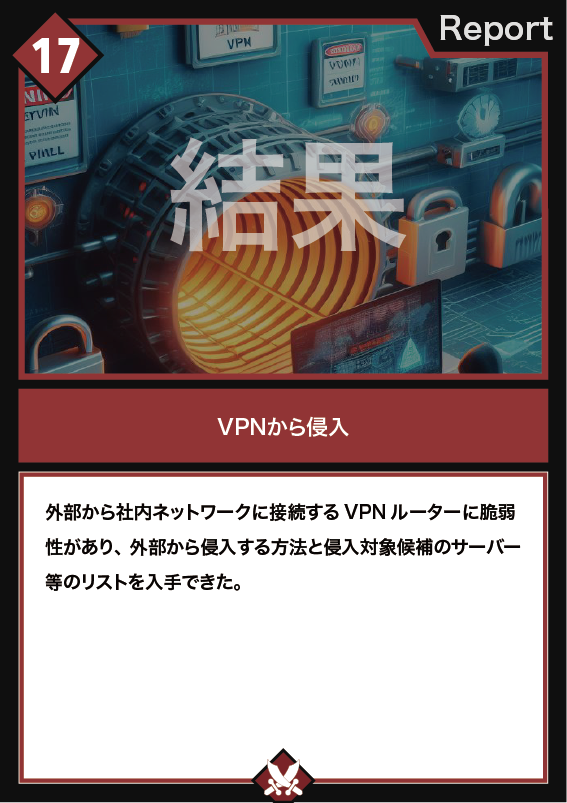 Report
17
VPN
結果
VPNから侵入
外部から社内ネットワークに接続するVPNルーターに脆弱
性があり、外部から侵入する方法と侵入対象候補のサーバー
等のリストを入手できた。